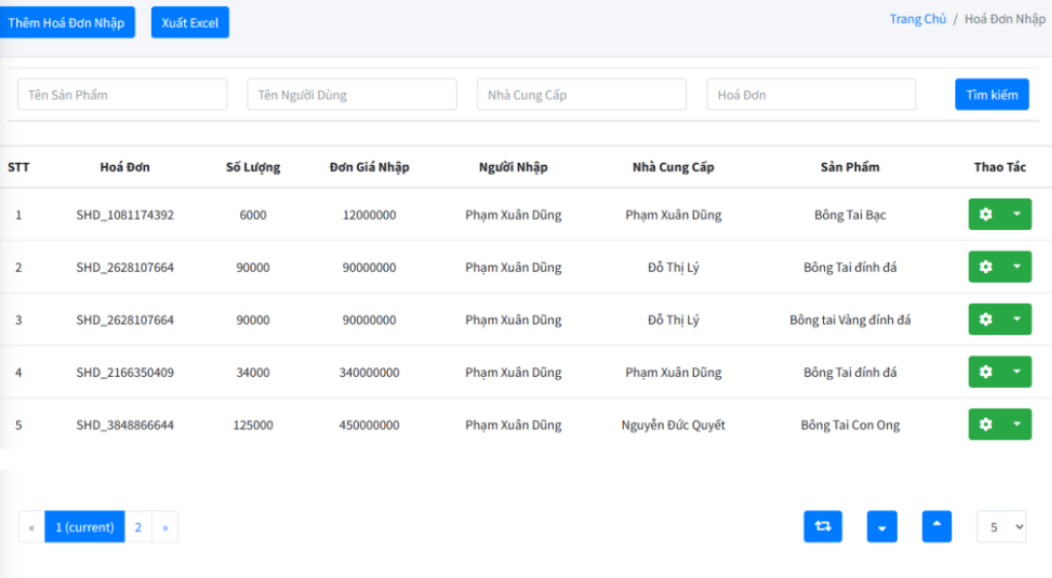 Thêm Hoá Đơn Nhập Xuất Excel Trang Chủ / Hoá Đơn Nhập
Tên Sản Phẩm Tên Người Dùng Nhà Cung Cấp Hoá Đơn Tìm kiếm
STT Hoá Đơn Số Lượng Đơn Giá Nhập Người Nhập Nhà Cung Cấp Sản Phẩm Thao Tác
1 SHD_1081174392 6000 12000000 Phạm Xuân Dũng Phạm Xuân Dũng Bông Tai Bạc
2 SHD_2628107664 90000 90000000 Phạm Xuân Dũng Đỗ Thị Lý Bông Tai đính đá
3 SHD_2628107664 90000 90000000 Phạm Xuân Dũng Đỗ Thị Lý Bông tai Vàng đính đá
4 SHD_2166350409 34000 340000000 Phạm Xuân Dũng Phạm Xuân Dũng Bông Tai đính đá
5 SHD_3848866644 125000 450000000 Phạm Xuân Dũng Nguyễn Đức Quyết Bông Tai Con Ong
« 1 (current) 2 » 5